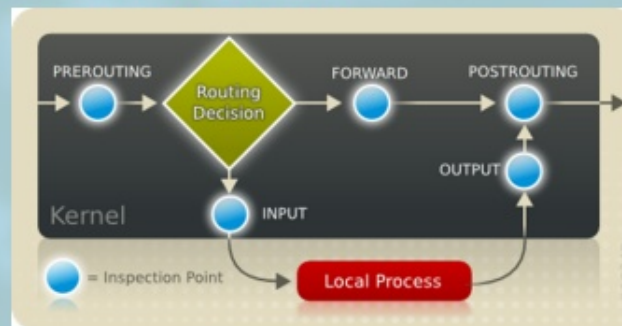 PREROUTING
Routing
Decision
FORWARD
POSTROUTING
OUTPUT
INPUT
Kernel
= Inspection Point
Local Process